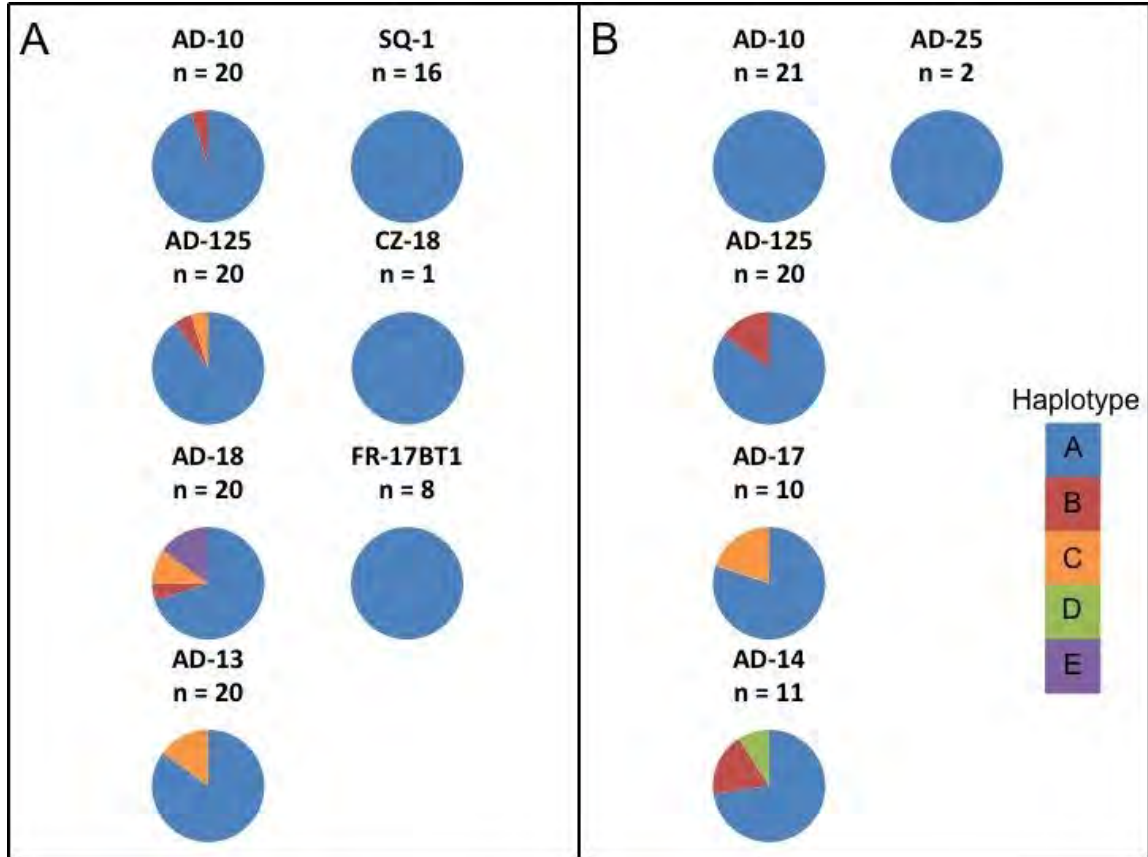 A
AD-10
n = 20
SQ-1
n = 16
AD-125
n = 20
CZ-18
n = 1
AD-18
n = 20
FR-17BT1
n = 8
AD-13
n = 20
B
AD-10
n = 21
AD-25
n = 2
AD-125
n = 20
AD-17
n = 10
AD-14
n = 11
Haplotype
A
B
C
D
E